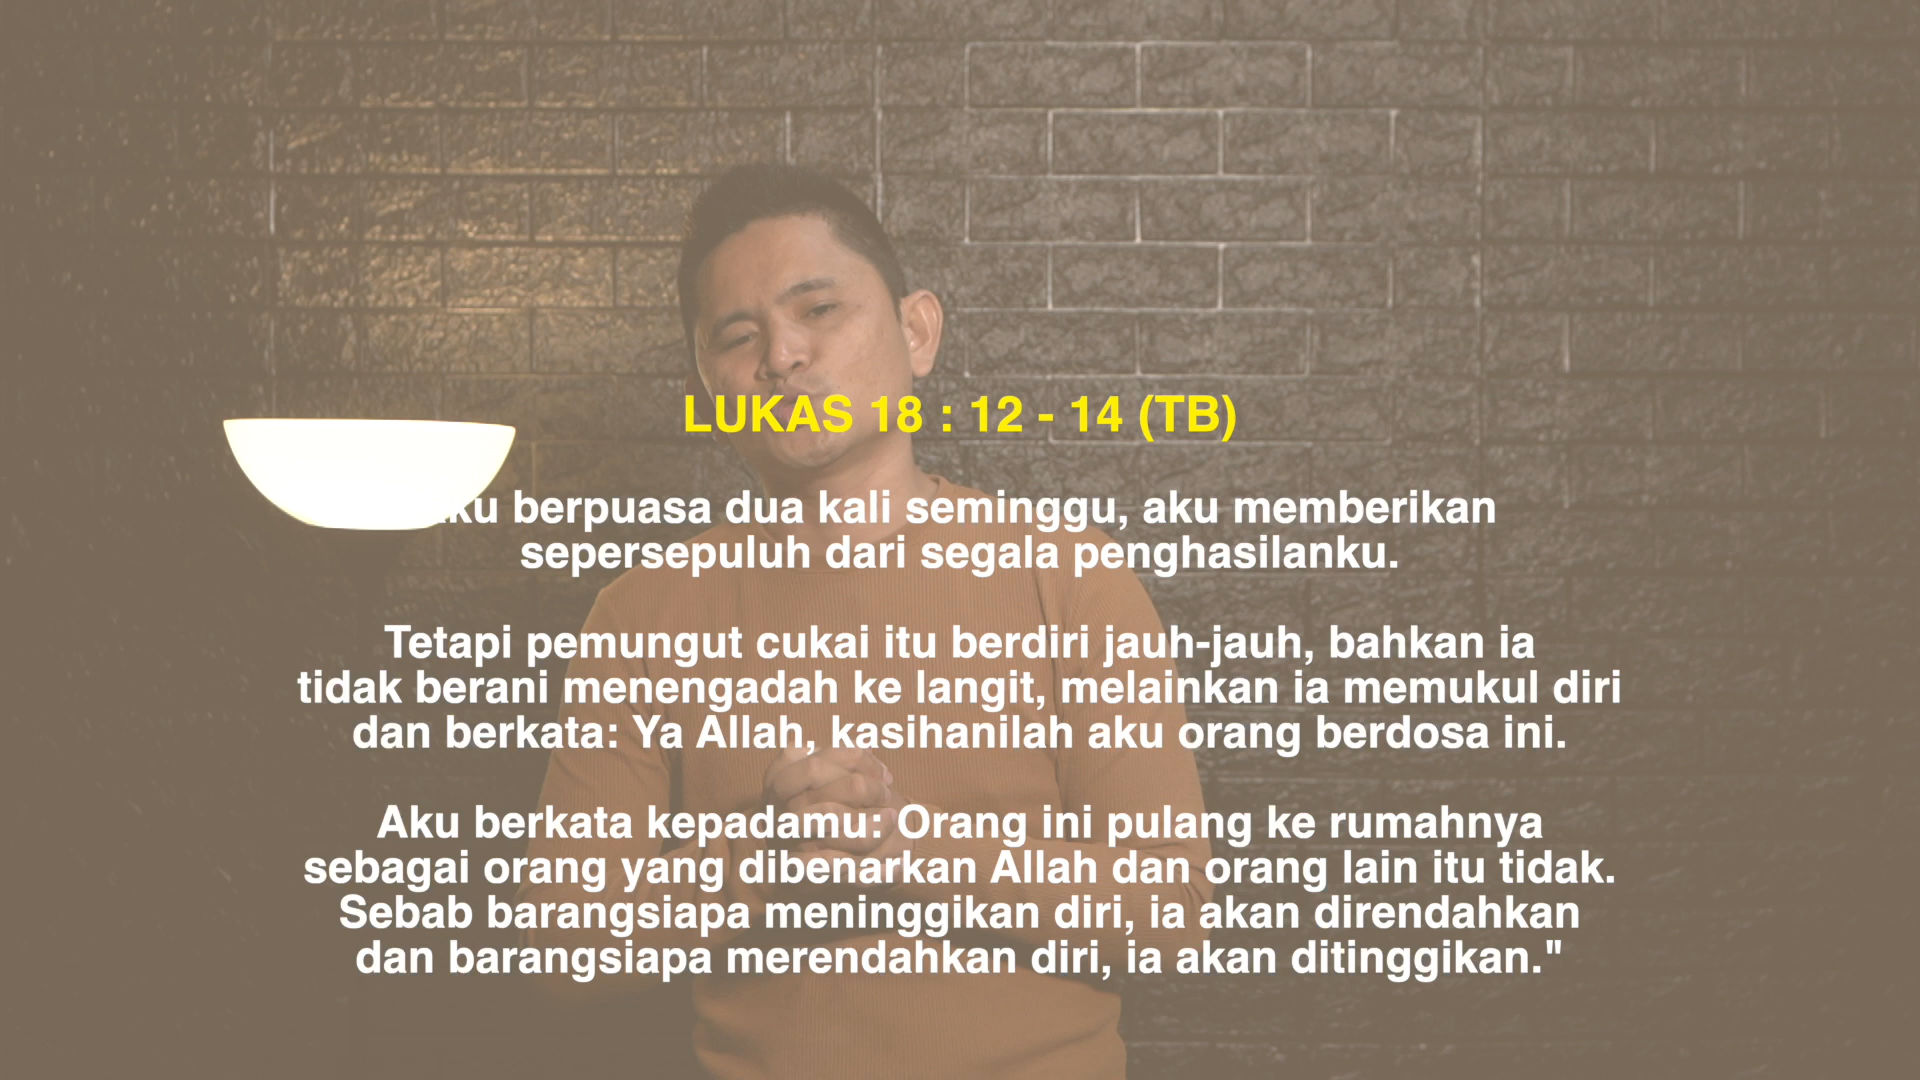 LUKAS 18 : 12 - 14 (TB)
berpuasa dua kali seminggu, aku memberikan
sepersepuluh dari segala penghasilanku.
Tetapi pemungut cukai itu berdiri jauh-jauh, bahkan ia
tidak berani menengadah ke langit, melainkan ia memukul diri
dan berkata: Ya Allah, kasihanilah aku orang berdosa ini.
Aku berkata kepadamu: Orang ini pulang ke rumahnya
sebagai orang yang dibenarkan Allah dan orang lain itu tidak.
Sebab barangsiapa meninggikan diri, ia akan direndahkan
dan barangsiapa merendahkan diri, ia akan ditinggikan."